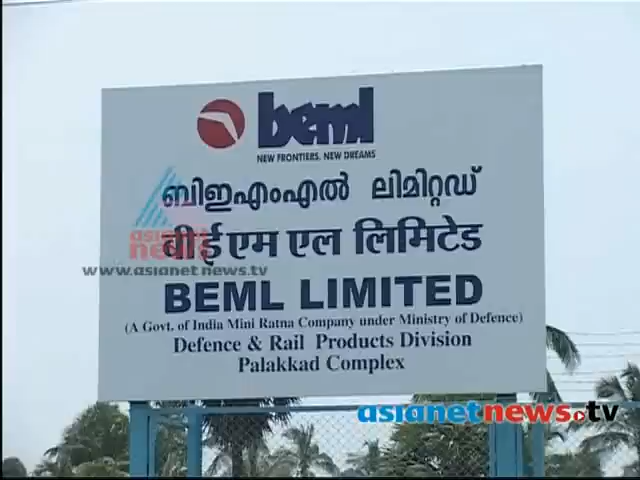 beml
NEW FRONTIERS, NEW DREAMS
ബിഇഎംഎൽ ലിമിറ്റഡ്
बीईएमएल लिमिटेड
asianet
news
www.asianetnews.tv
BEML LIMITED
(A Govt. of India Mini Ratna Company under Ministry of Defence)
Defence & Rail Products Division
Palakkad Complex
asianetnews.tv